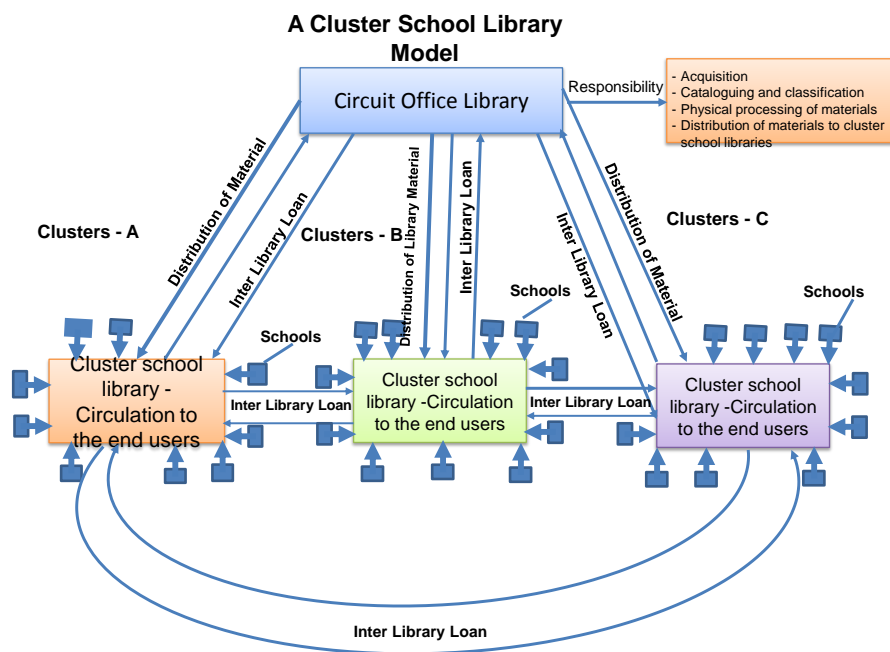 A Cluster School Library
Model
Circuit Office Library
Responsibility
- Acquisition
- Cataloguing and classification
- Physical processing of materials
- Distribution of materials to cluster
school libraries
Clusters - A
Distribution of Material
Inter Library Loan
Clusters - B
Distribution of Library Material
Inter Library Loan
Inter Library Loan
Distribution of Material
Clusters - C
Schools
Schools
Schools
Cluster school
library -
Circulation to
the end users
Inter Library Loan
Cluster school
library -Circulation
to the end users
Inter Library Loan
Cluster school
library -Circulation
to the end users
Inter Library Loan